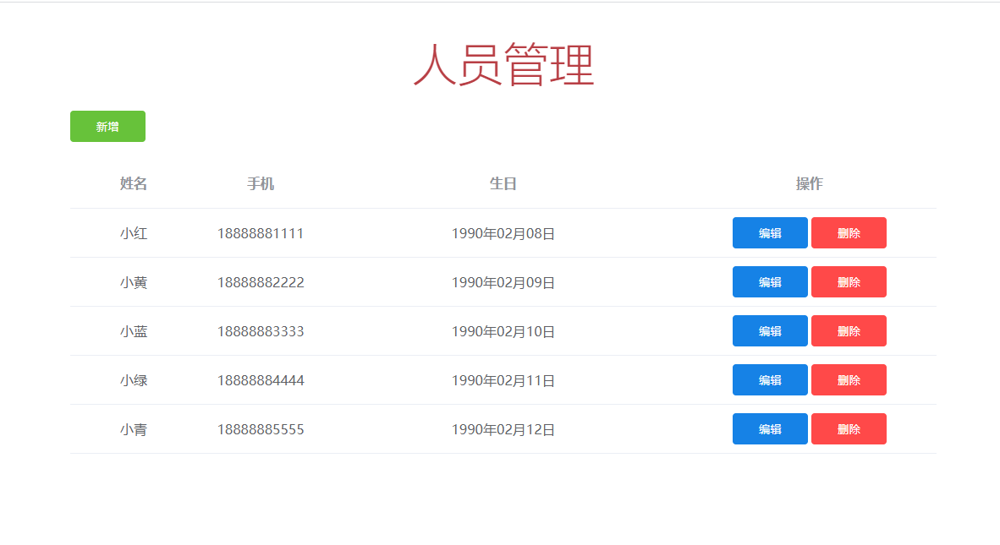 人员管理
新增
姓名 手机 生日 操作
小红 18888881111 1990年02月08日 编辑 删除
小黄 18888882222 1990年02月09日 编辑 删除
小蓝 18888883333 1990年02月10日 编辑 删除
小绿 18888884444 1990年02月11日 编辑 删除
小青 18888885555 1990年02月12日 编辑 删除